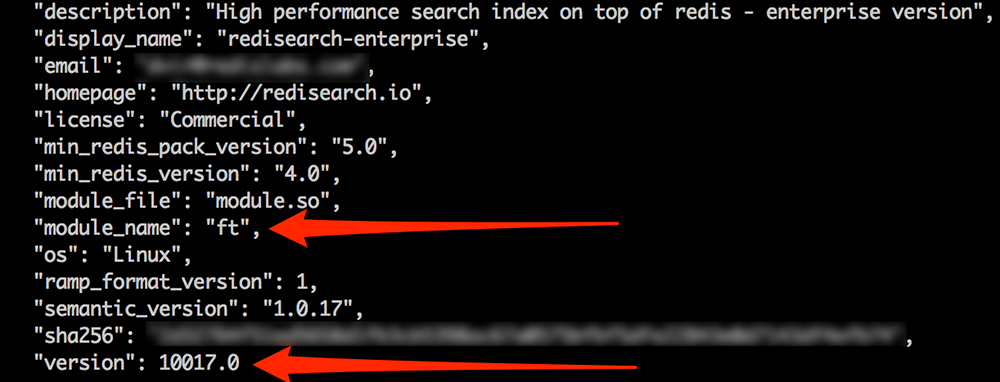 "description": "High performance search index on top of redis - enterprise version",
"display_name": "redisearch-enterprise",
"email": ,
"homepage": "http://redisearch.io",
"license": "Commercial",
"min_redis_pack_version": "5.0",
"min_redis_version": "4.0",
"module_file": "module.so",
"module_name": "ft",
"os": "Linux",
"ramp_format_version": 1,
"semantic_version": "1.0.17",
"sha256": ,
"version": 10017.0